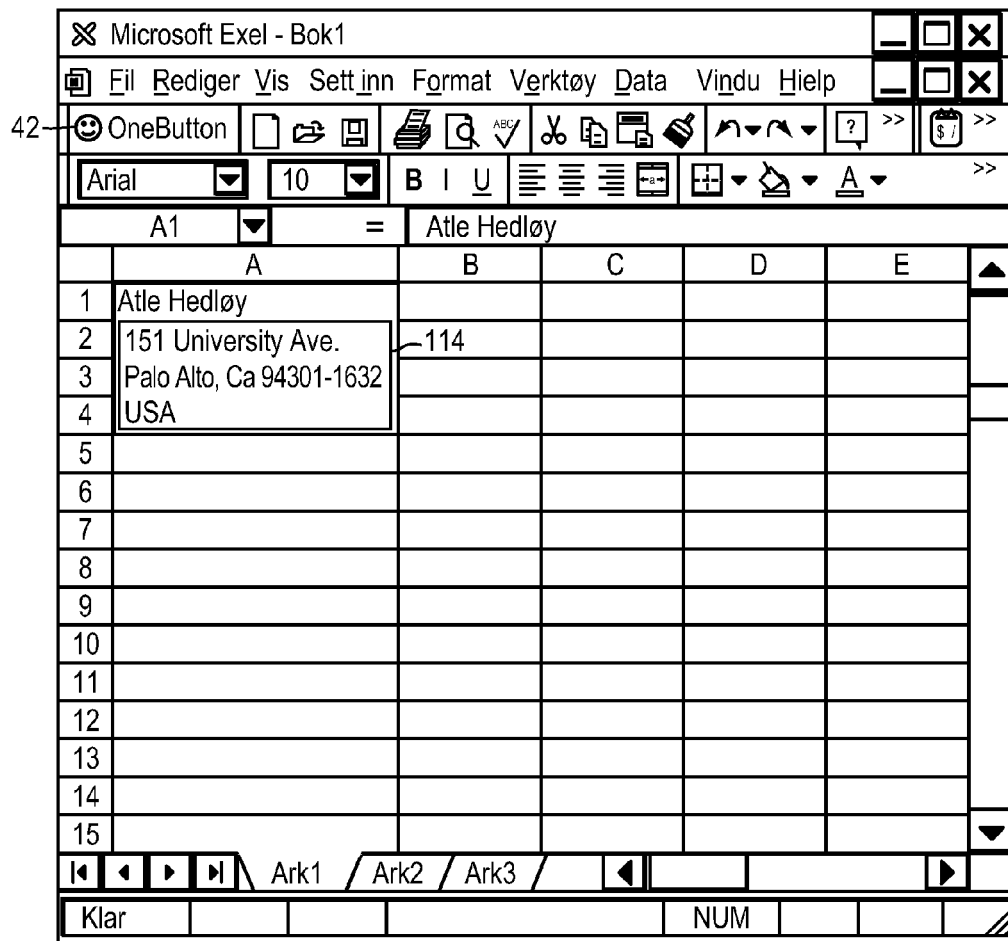 Microsoft Exel - Bok1
Fil Rediger Vis Sett inn Format Verktøy Data Vindu Hielp
42 OneButton ABC ? >> $ / >>
Arial 10 B I U a A >>
A1 = Atle Hedløy
A B C D E
1 Atle Hedløy
2 151 University Ave. 114
3 Palo Alto, Ca 94301-1632
4 USA
5
6
7
8
9
10
11
12
13
14
15
Ark1 Ark2 Ark3
Klar NUM